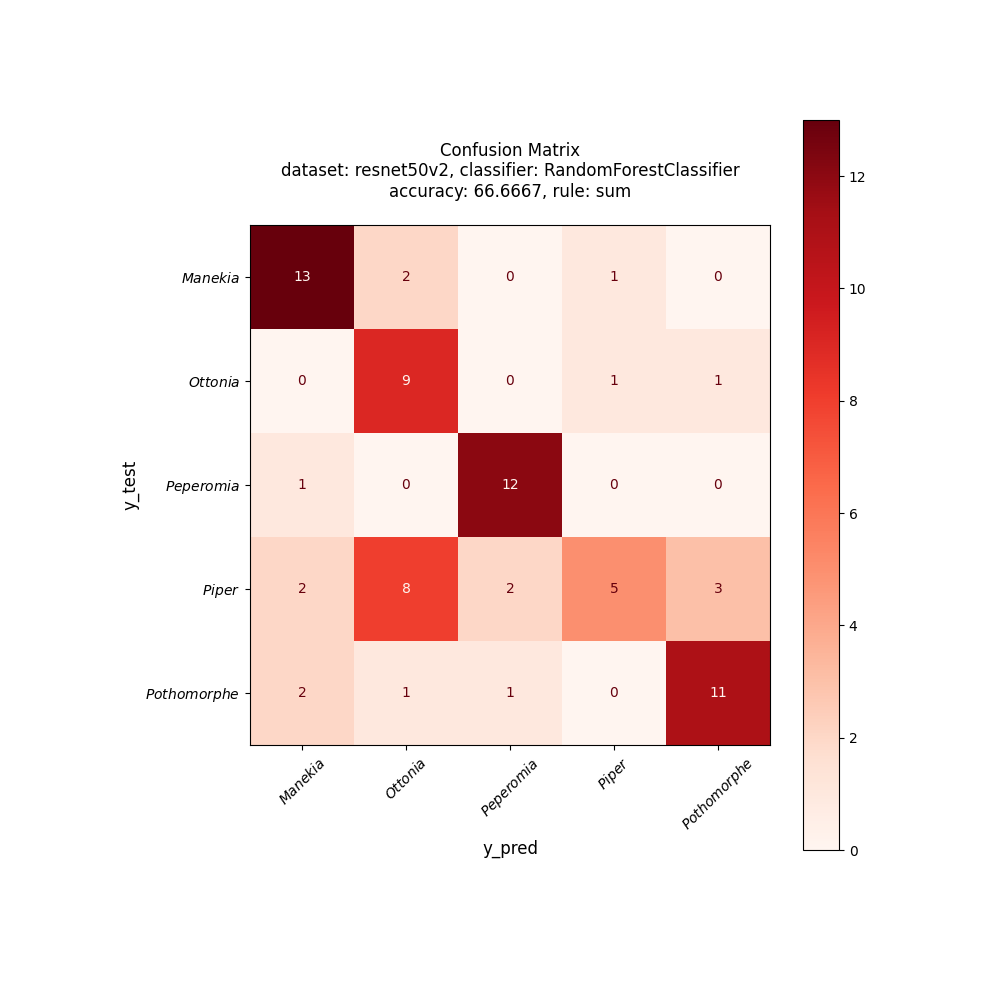 Confusion Matrix
dataset: resnet50v2, classifier: RandomForestClassifier
accuracy: 66.6667, rule: sum
Manekia 13 2 0 1 0
Ottonia 0 9 0 1 1
Peperomia 1 0 12 0 0
Piper 2 8 2 5 3
Pothomorphe 2 1 1 0 11
y_test
Manekia Ottonia Peperomia Piper Pothomorphe
y_pred
12
10
8
6
4
2
0